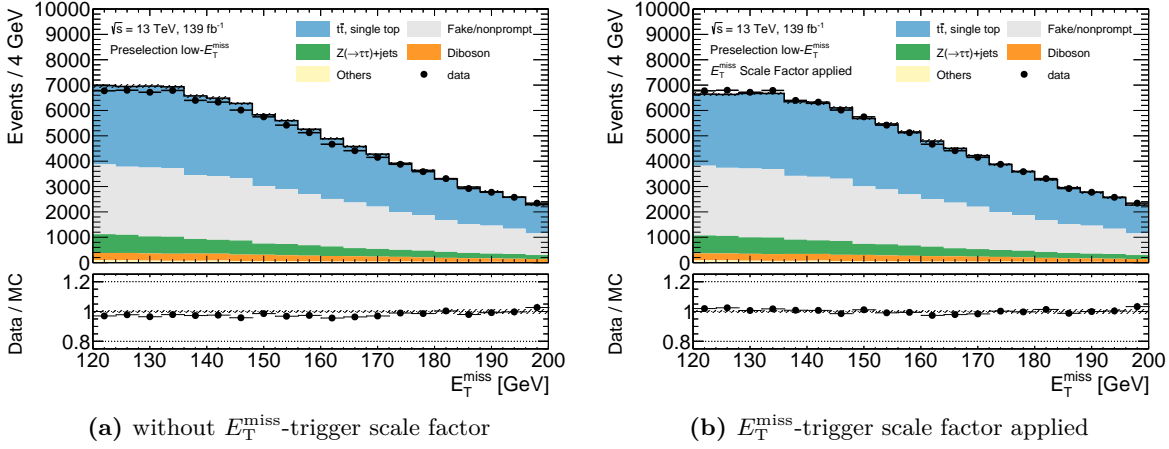 Events / 4 GeV
10000
9000
8000
7000
6000
5000
4000
3000
2000
1000
0
√s = 13 TeV, 139 fb⁻¹
Preselection low-E_T^miss
tt̄, single top
Fake/nonprompt
Z(→ττ)+jets
Diboson
Others
data
Data / MC
1.2
1
0.8
120 130 140 150 160 170 180 190 200
E_T^miss [GeV]
(a) without E_T^miss-trigger scale factor
Events / 4 GeV
10000
9000
8000
7000
6000
5000
4000
3000
2000
1000
0
√s = 13 TeV, 139 fb⁻¹
Preselection low-E_T^miss
E_T^miss Scale Factor applied
tt̄, single top
Fake/nonprompt
Z(→ττ)+jets
Diboson
Others
data
Data / MC
1.2
1
0.8
120 130 140 150 160 170 180 190 200
E_T^miss [GeV]
(b) E_T^miss-trigger scale factor applied